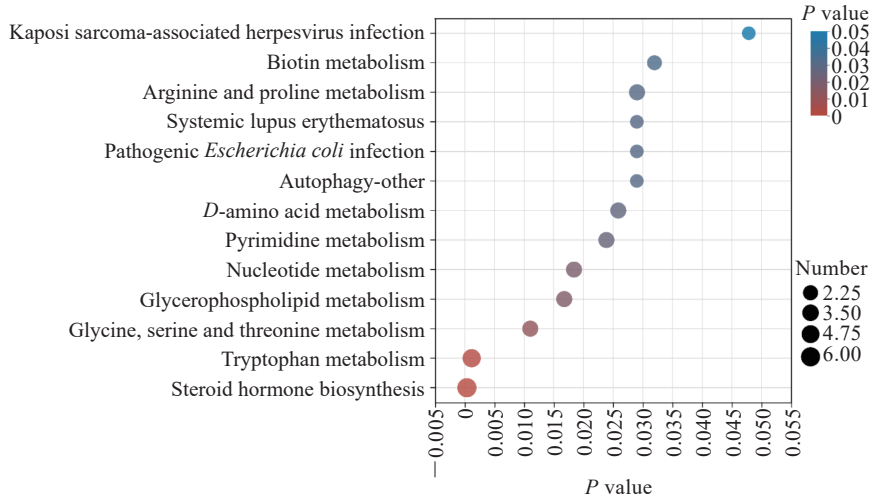 Kaposi sarcoma-associated herpesvirus infection
Biotin metabolism
Arginine and proline metabolism
Systemic lupus erythematosus
Pathogenic Escherichia coli infection
Autophagy-other
D-amino acid metabolism
Pyrimidine metabolism
Nucleotide metabolism
Glycerophospholipid metabolism
Glycine, serine and threonine metabolism
Tryptophan metabolism
Steroid hormone biosynthesis
−0.005
0
0.005
0.010
0.015
0.020
0.025
0.030
0.035
0.040
0.045
0.050
0.055
P value
P value
0.05
0.04
0.03
0.02
0.01
0
Number
2.25
3.50
4.75
6.00